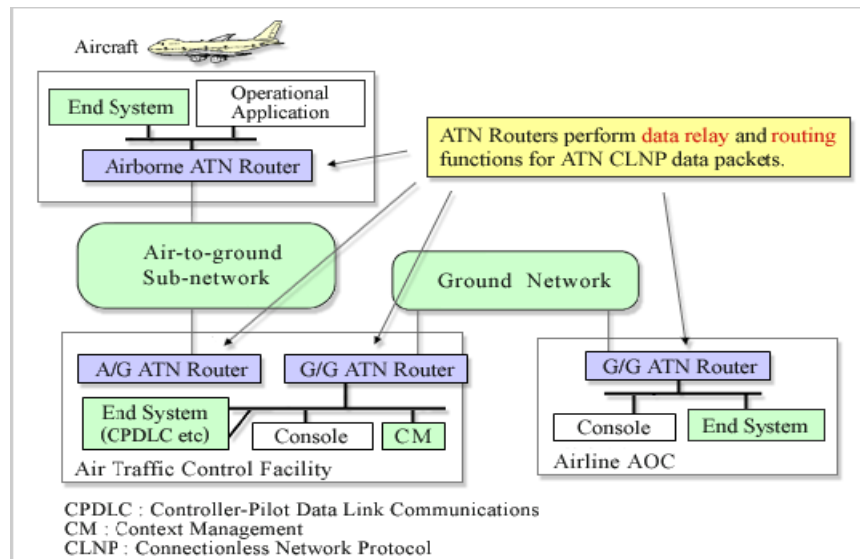 Aircraft
End System
Operational
Application
Airborne ATN Router
ATN Routers perform data relay and routing
functions for ATN CLNP data packets.
Air-to-ground
Sub-network
Ground Network
A/G ATN Router
G/G ATN Router
End System
(CPDLC etc)
Console
CM
Air Traffic Control Facility
G/G ATN Router
Console
End System
Airline AOC
CPDLC : Controller-Pilot Data Link Communications
CM : Context Management
CLNP : Connectionless Network Protocol